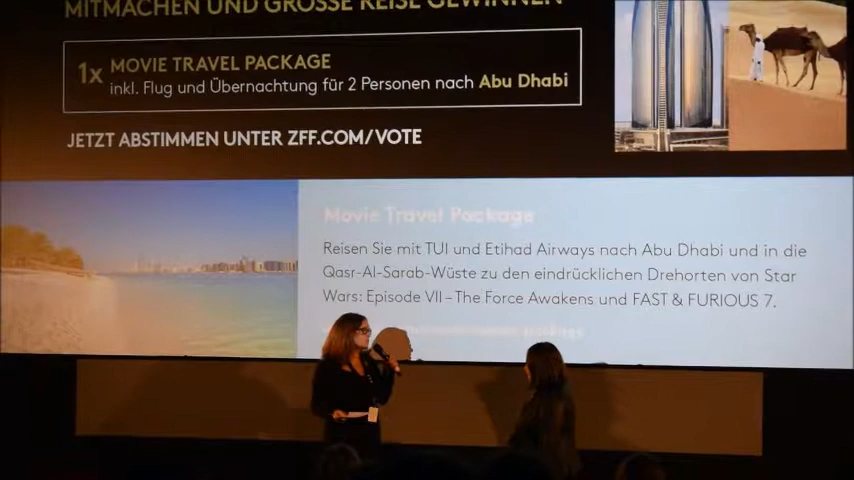 MITMACHEN UND GROSSE REISE GEWINNEN
1x MOVIE TRAVEL PACKAGE
inkl. Flug und Übernachtung für 2 Personen nach Abu Dhabi
JETZT ABSTIMMEN UNTER ZFF.COM/VOTE
Movie Travel Package
Reisen Sie mit TUI und Etihad Airways nach Abu Dhabi und in die
Qasr-Al-Sarab-Wüste zu den eindrücklichen Drehorten von Star
Wars: Episode VII – The Force Awakens und FAST & FURIOUS 7.